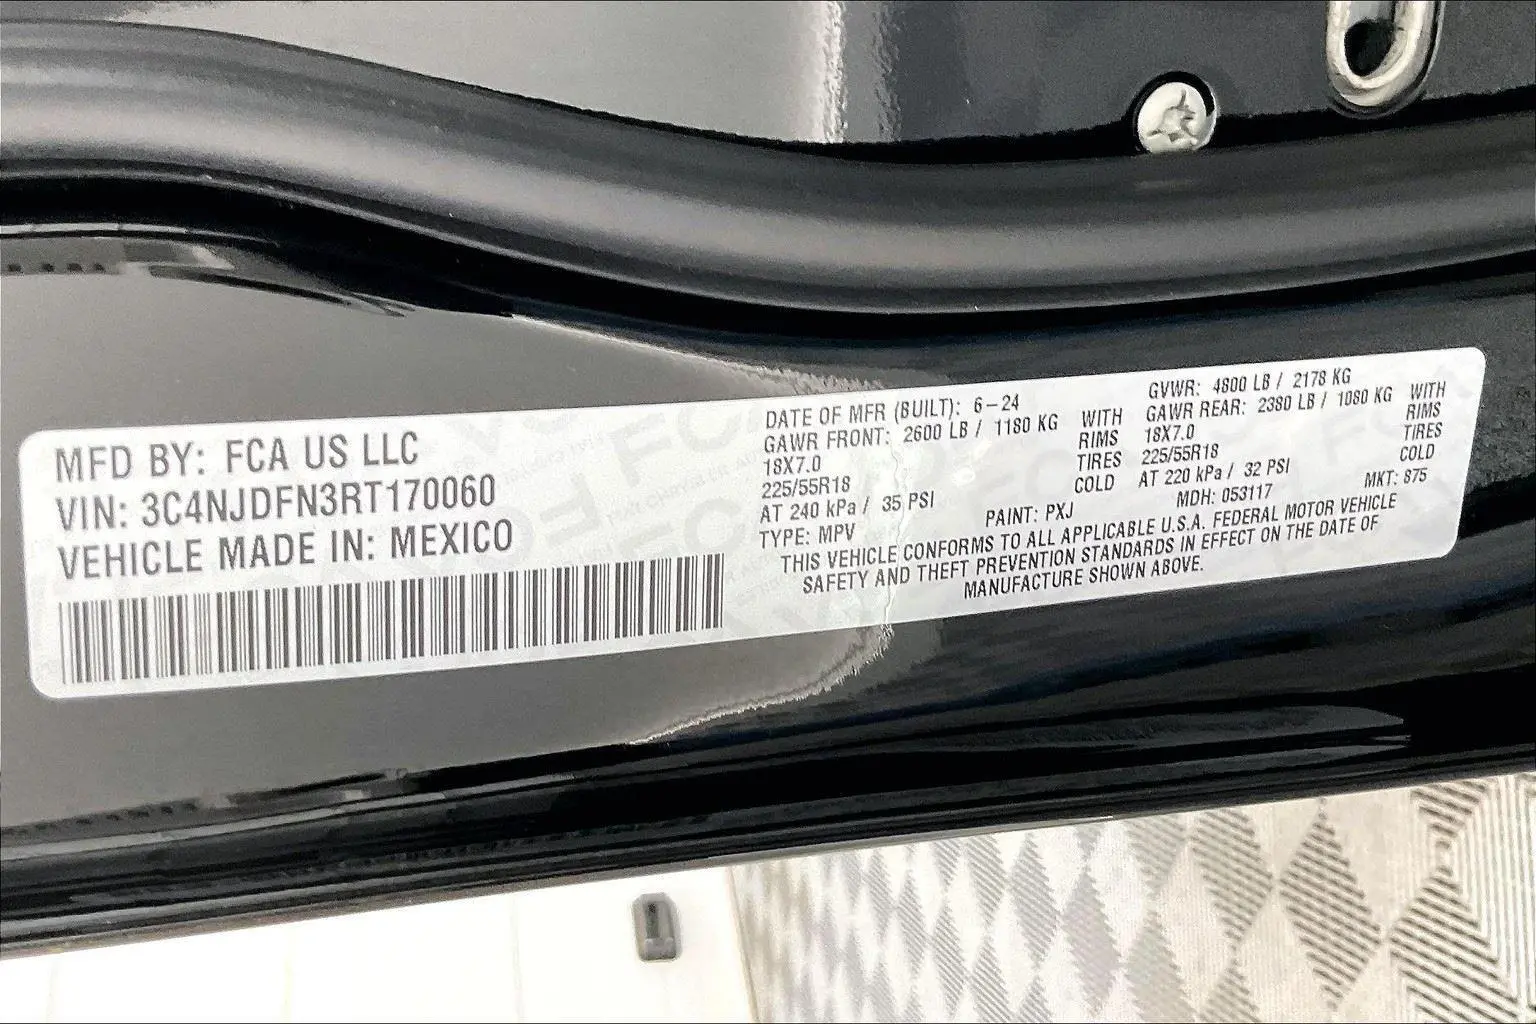 MFD BY: FCA US LLC
VIN: 3C4NJDFN3RT170060
VEHICLE MADE IN: MEXICO
DATE OF MFR (BUILT): 6-24
GVWR: 4800 LB / 2178 KG
GAWR FRONT: 2600 LB / 1180 KG WITH
18X7.0 RIMS
225/55R18 TIRES
AT 240 kPa / 35 PSI COLD
GAWR REAR: 2380 LB / 1080 KG WITH
18X7.0 RIMS
225/55R18 TIRES
AT 220 kPa / 32 PSI COLD
TYPE: MPV PAINT: PXJ MDH: 053117 MKT: 875
THIS VEHICLE CONFORMS TO ALL APPLICABLE U.S.A. FEDERAL MOTOR VEHICLE
SAFETY AND THEFT PREVENTION STANDARDS IN EFFECT ON THE DATE OF
MANUFACTURE SHOWN ABOVE.